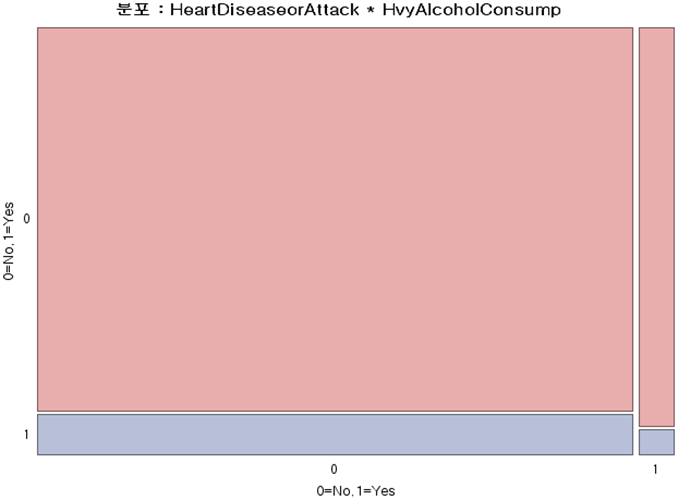 분포 : HeartDiseaseorAttack * HvyAlcoholConsump
0=No,1=Yes
0
1
0
1
0=No,1=Yes